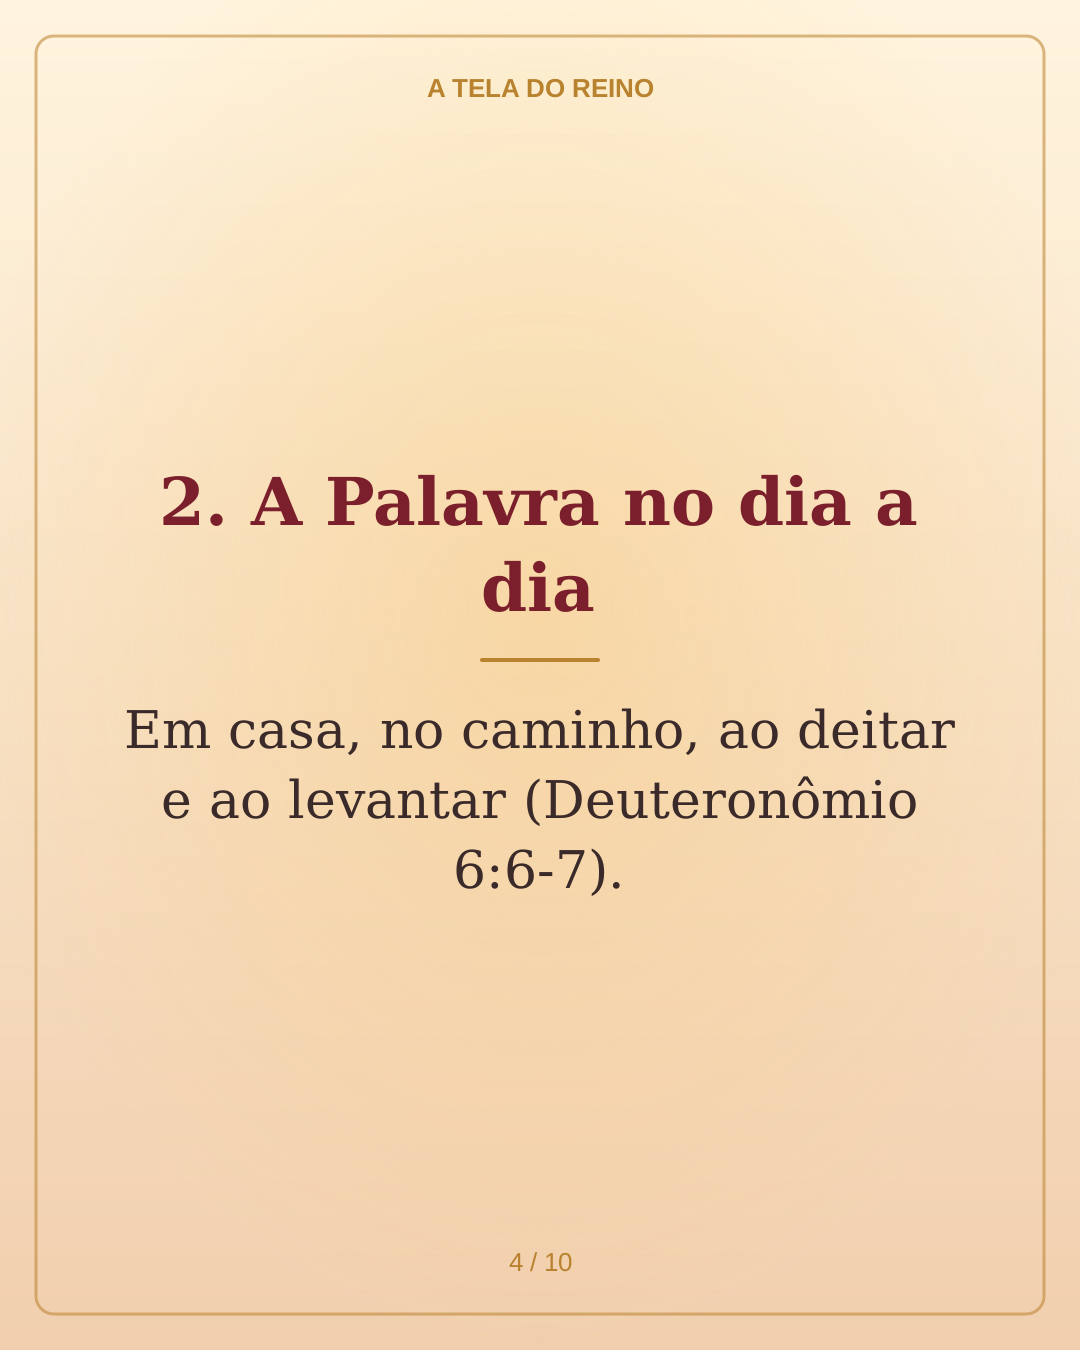 A TELA DO REINO
2. A Palavra no dia a
dia
Em casa, no caminho, ao deitar
e ao levantar (Deuteronômio
6:6-7).
4 / 10